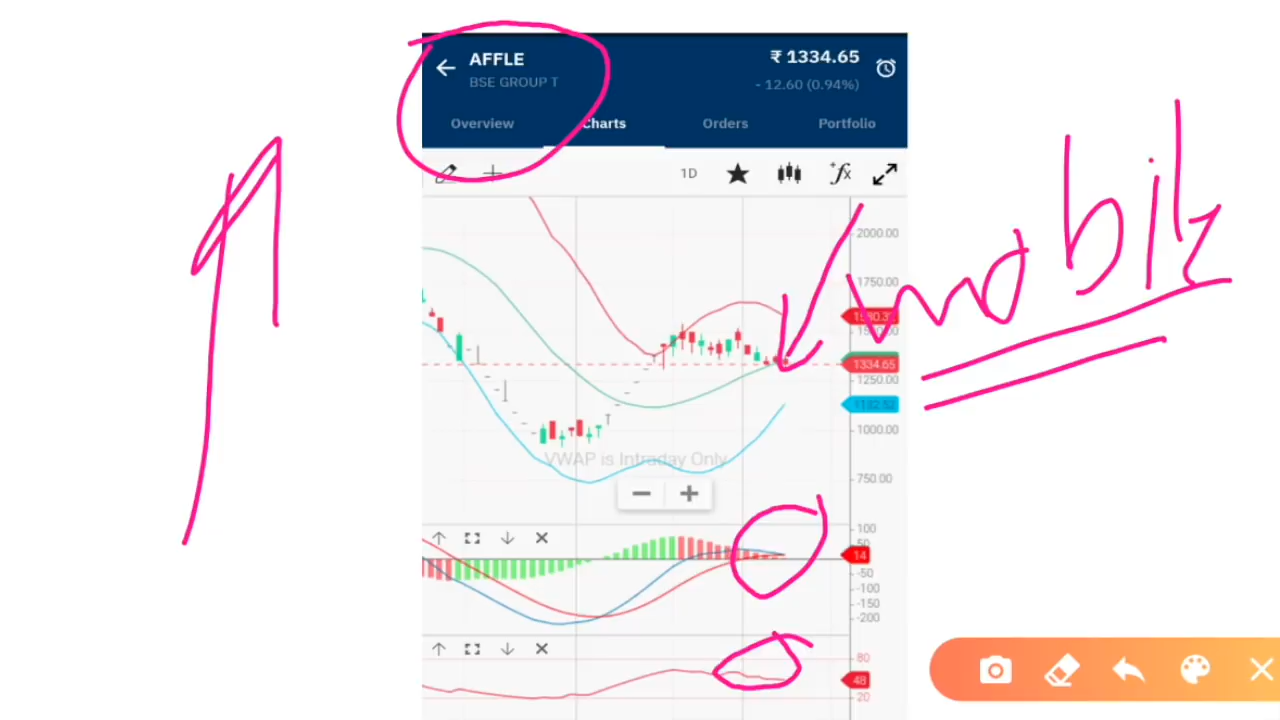 AFFLE
₹ 1334.65
BSE GROUP T
- 12.60 (0.94%)
Overview
Charts
Orders
Portfolio
1D
fx
2000.00
1750.00
1334.65
1250.00
1000.00
VWAP is Intraday Only
750.00
100
50
14
-50
-100
-150
-200
80
48
20